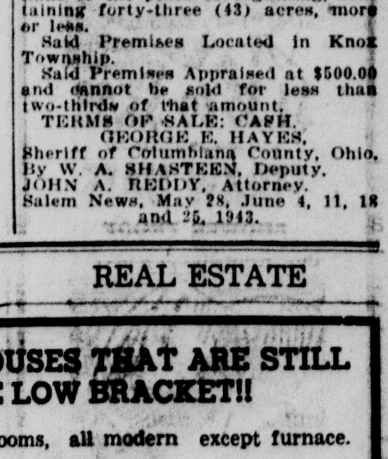 taining forty-three (43) acres, more
or less.
Said Premises Located in Knox
Township.
Said Premises Appraised at $500.00
and cannot be sold for less than
two-thirds of that amount.
TERMS OF SALE: CASH.
GEORGE E. HAYES,
Sheriff of Columbiana County, Ohio.
By W. A. SHASTEEN, Deputy.
JOHN A. REDDY, Attorney.
Salem News, May 28, June 4, 11, 18
and 25, 1943.
REAL ESTATE
OUSES THAT ARE STILL
LOW BRACKET!!
ooms, all modern except furnace.